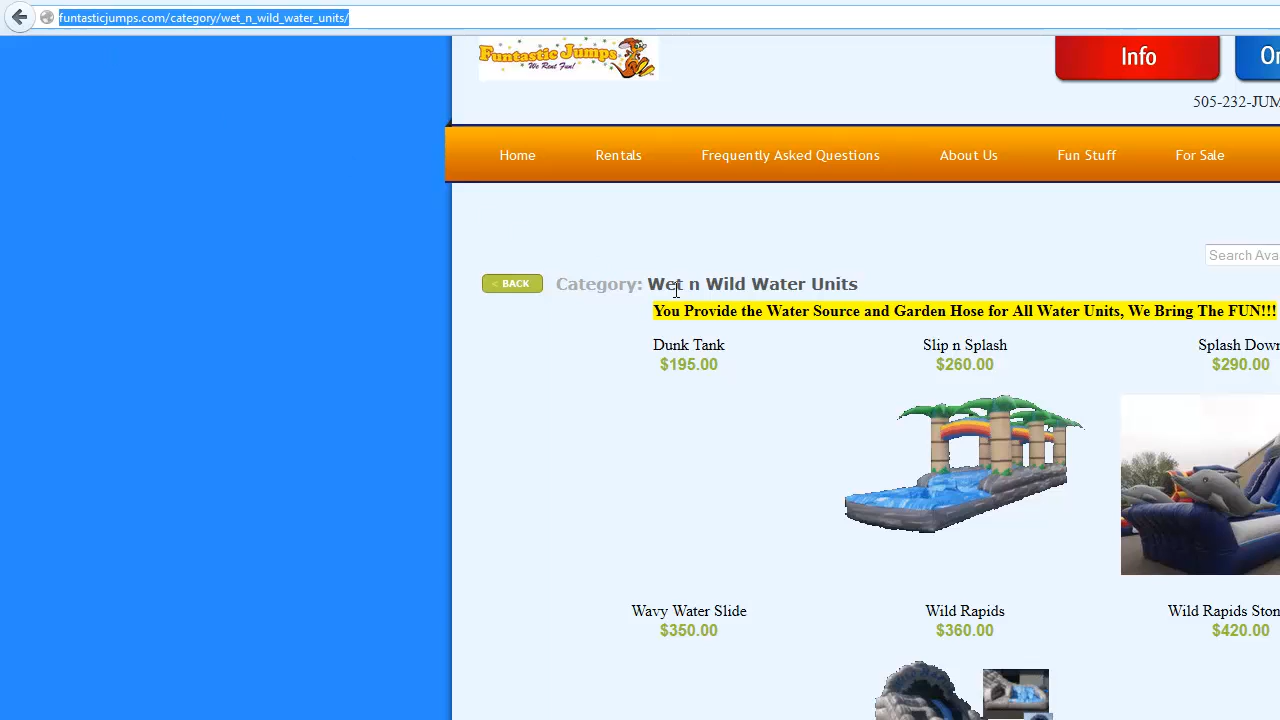 funtasticjumps.com/category/wet_n_wild_water_units/
Funtastic Jumps
We Rent Fun!
Info
505-232-JUM
Home Rentals Frequently Asked Questions About Us Fun Stuff For Sale
Search Ava
< BACK Category: Wet n Wild Water Units
You Provide the Water Source and Garden Hose for All Water Units, We Bring The FUN!!!
Dunk Tank Slip n Splash Splash Down
$195.00 $260.00 $290.00
Wavy Water Slide Wild Rapids Wild Rapids
$350.00 $360.00 $420.00